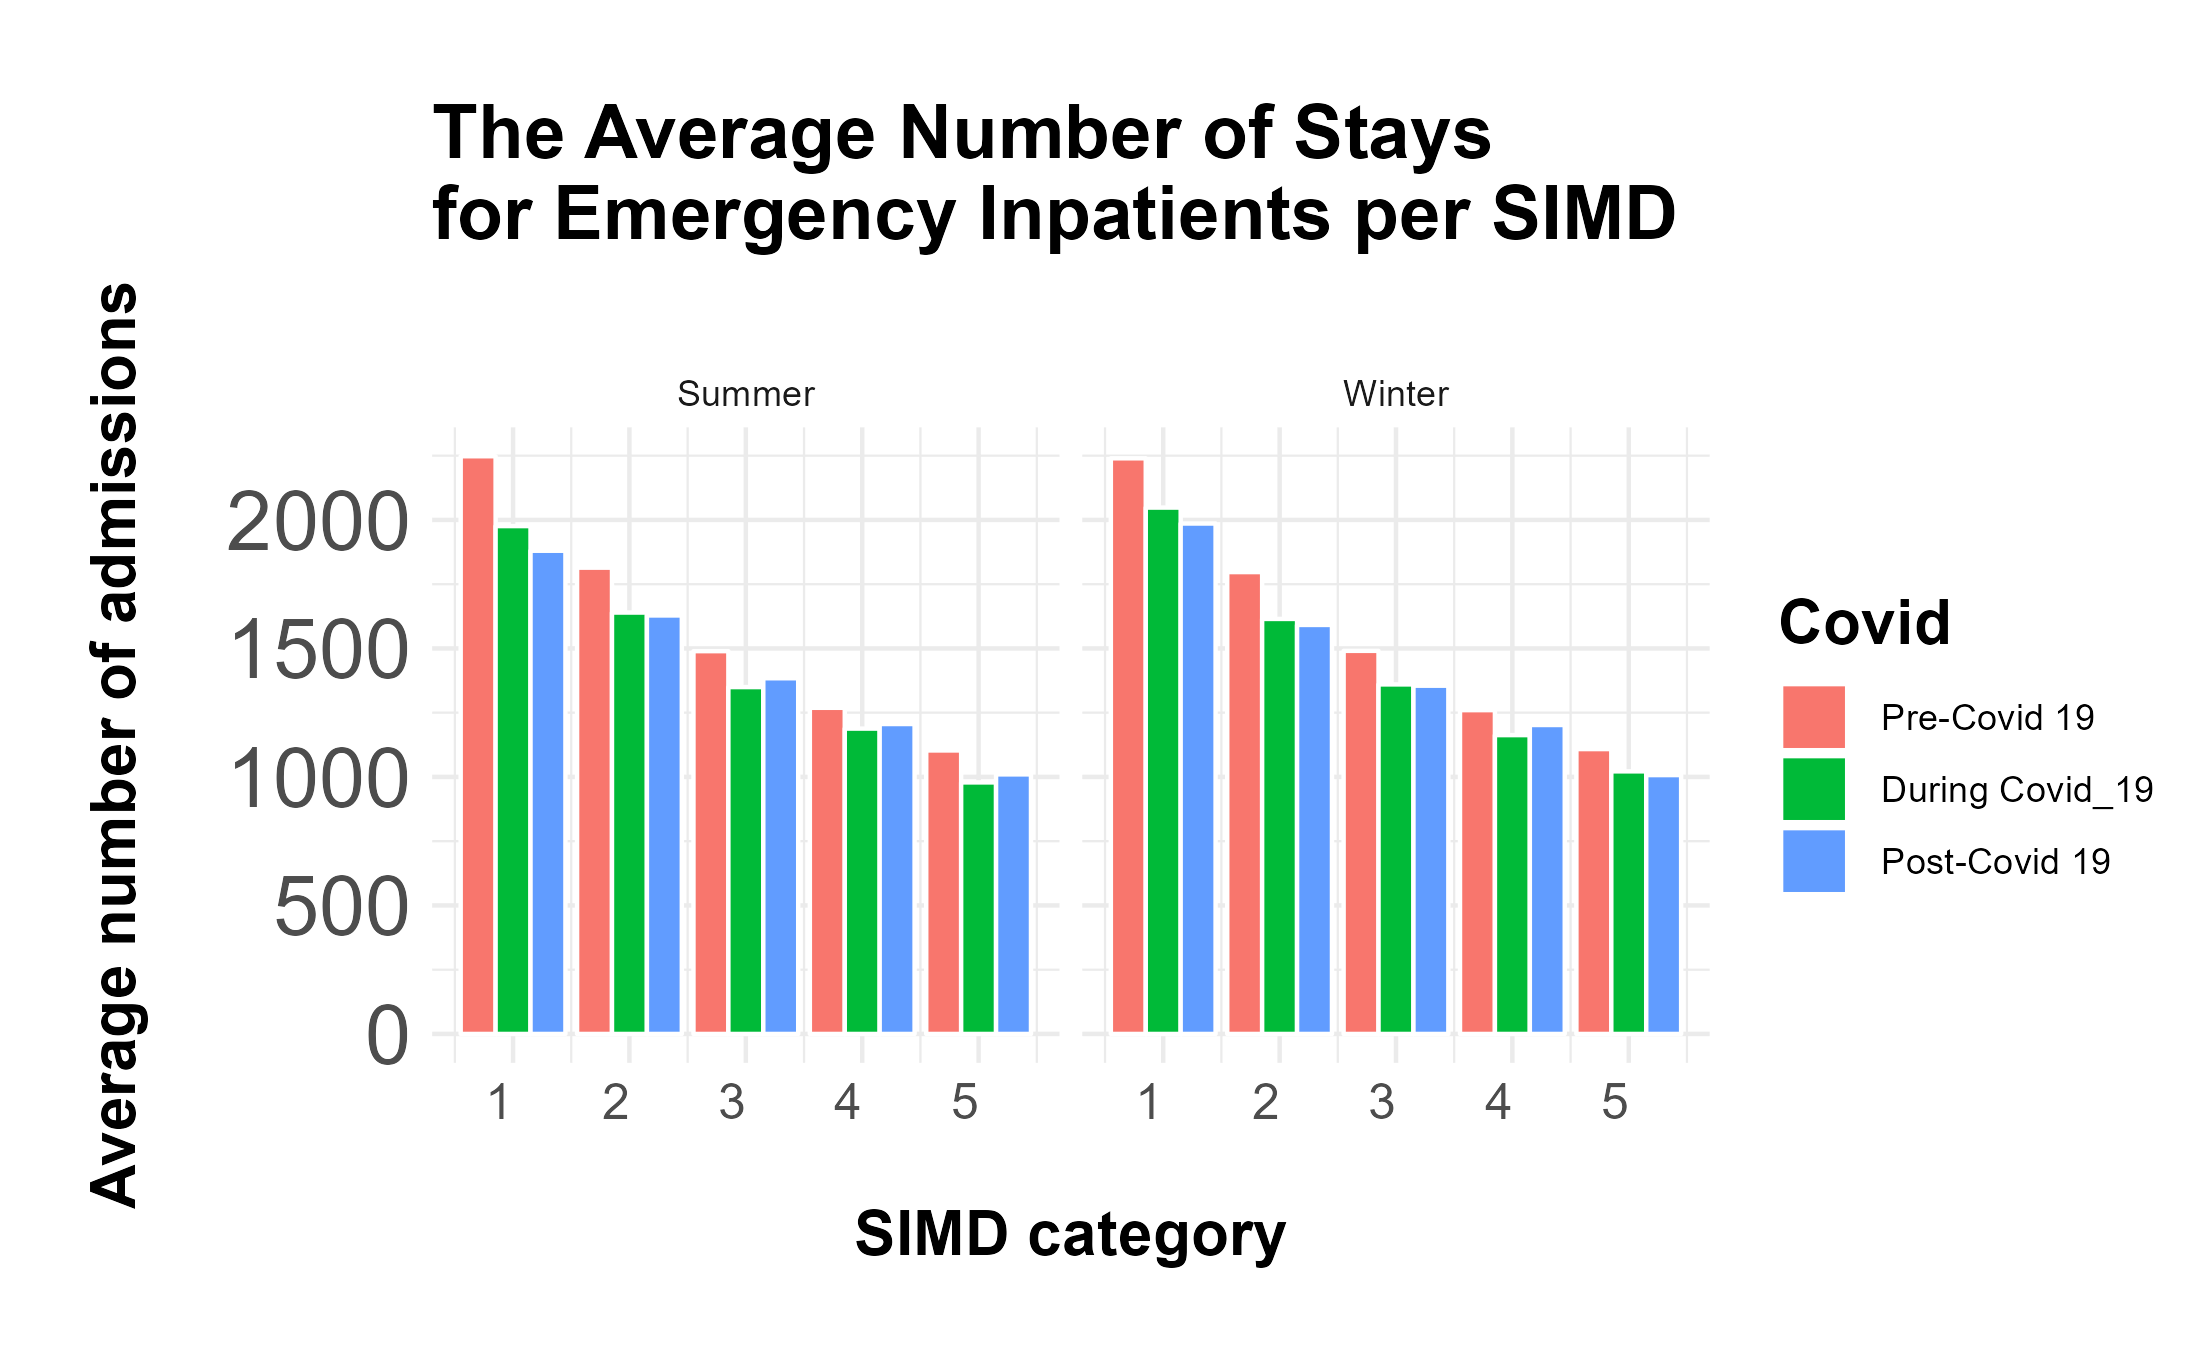 The Average Number of Stays
for Emergency Inpatients per SIMD
Average number of admissions
Summer
Winter
2000
1500
1000
500
0
1 2 3 4 5
1 2 3 4 5
SIMD category
Covid
Pre-Covid 19
During Covid_19
Post-Covid 19